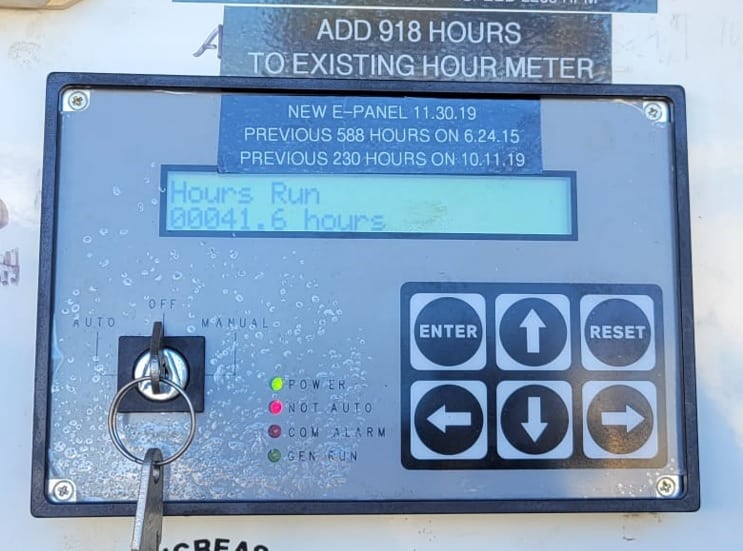 ADD 918 HOURS
TO EXISTING HOUR METER
NEW E-PANEL 11.30.19
PREVIOUS 588 HOURS ON 6.24.15
PREVIOUS 230 HOURS ON 10.11.19
Hours Run
00041.6 hours
OFF
AUTO MANUAL
ENTER RESET
POWER
NOT AUTO
COM ALARM
GEN RUN